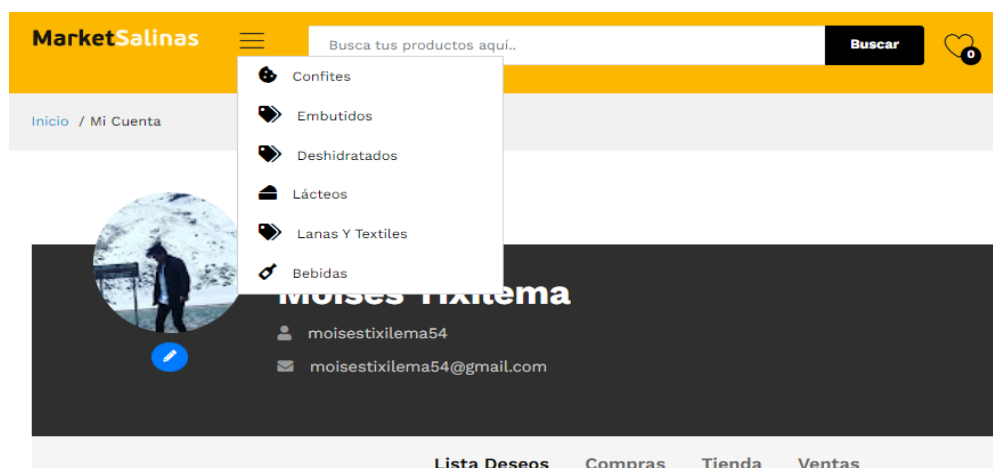 MarketSalinas
Busca tus productos aquí..
Buscar
0
Confites
Embutidos
Deshidratados
Lácteos
Lanas Y Textiles
Bebidas
Inicio / Mi Cuenta
Moises Tixilema
moisestixilema54
moisestixilema54@gmail.com
Lista Deseos Compras Tienda Ventas